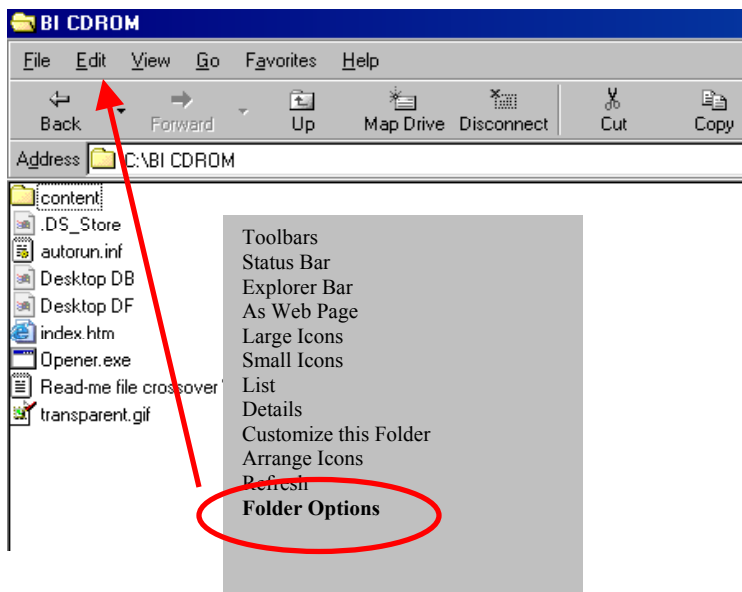 BI CDROM
File Edit View Go Favorites Help
Back Forward Up Map Drive Disconnect Cut Copy
Address C:\BI CDROM
content
.DS_Store
autorun.inf
Desktop DB
Desktop DF
index.htm
Opener.exe
Read-me file crossover
transparent.gif
Toolbars
Status Bar
Explorer Bar
As Web Page
Large Icons
Small Icons
List
Details
Customize this Folder
Arrange Icons
Refresh
Folder Options